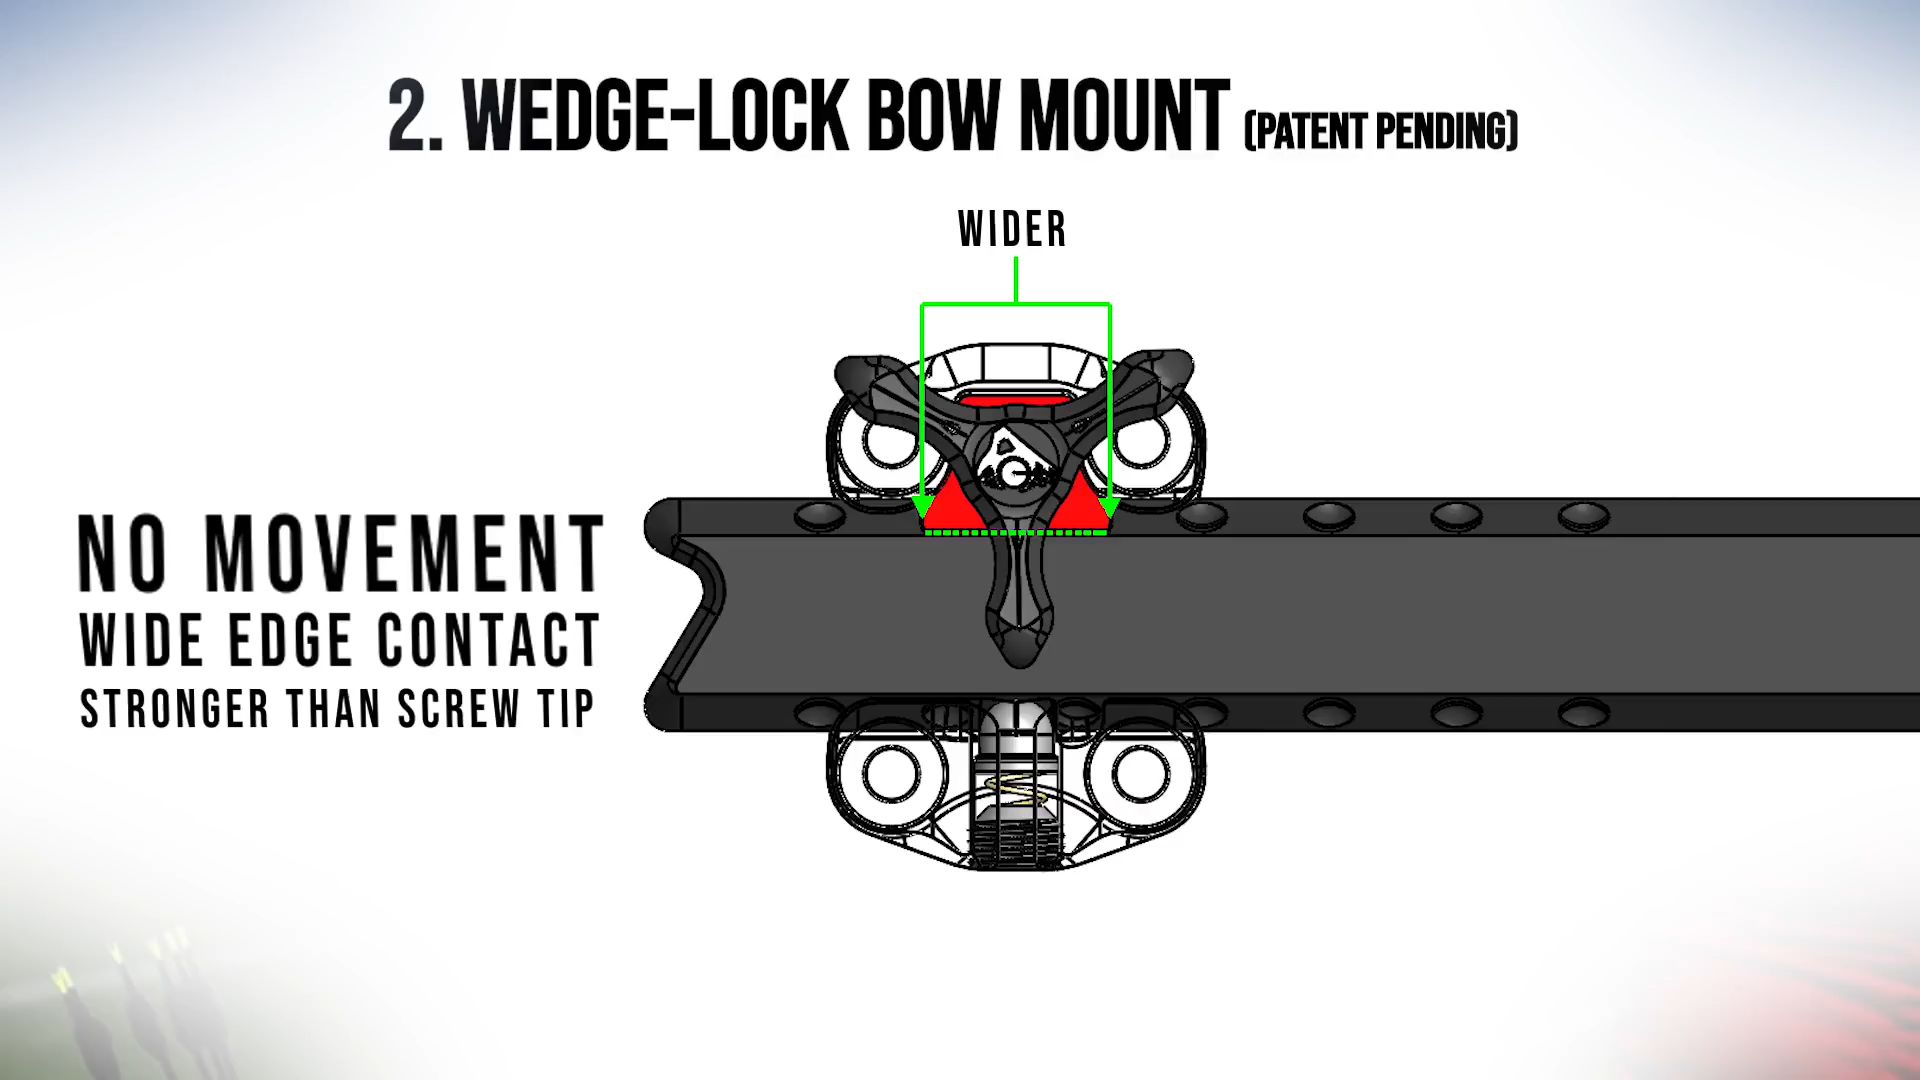 2. WEDGE-LOCK BOW MOUNT (PATENT PENDING)
WIDER
NO MOVEMENT
WIDE EDGE CONTACT
STRONGER THAN SCREW TIP